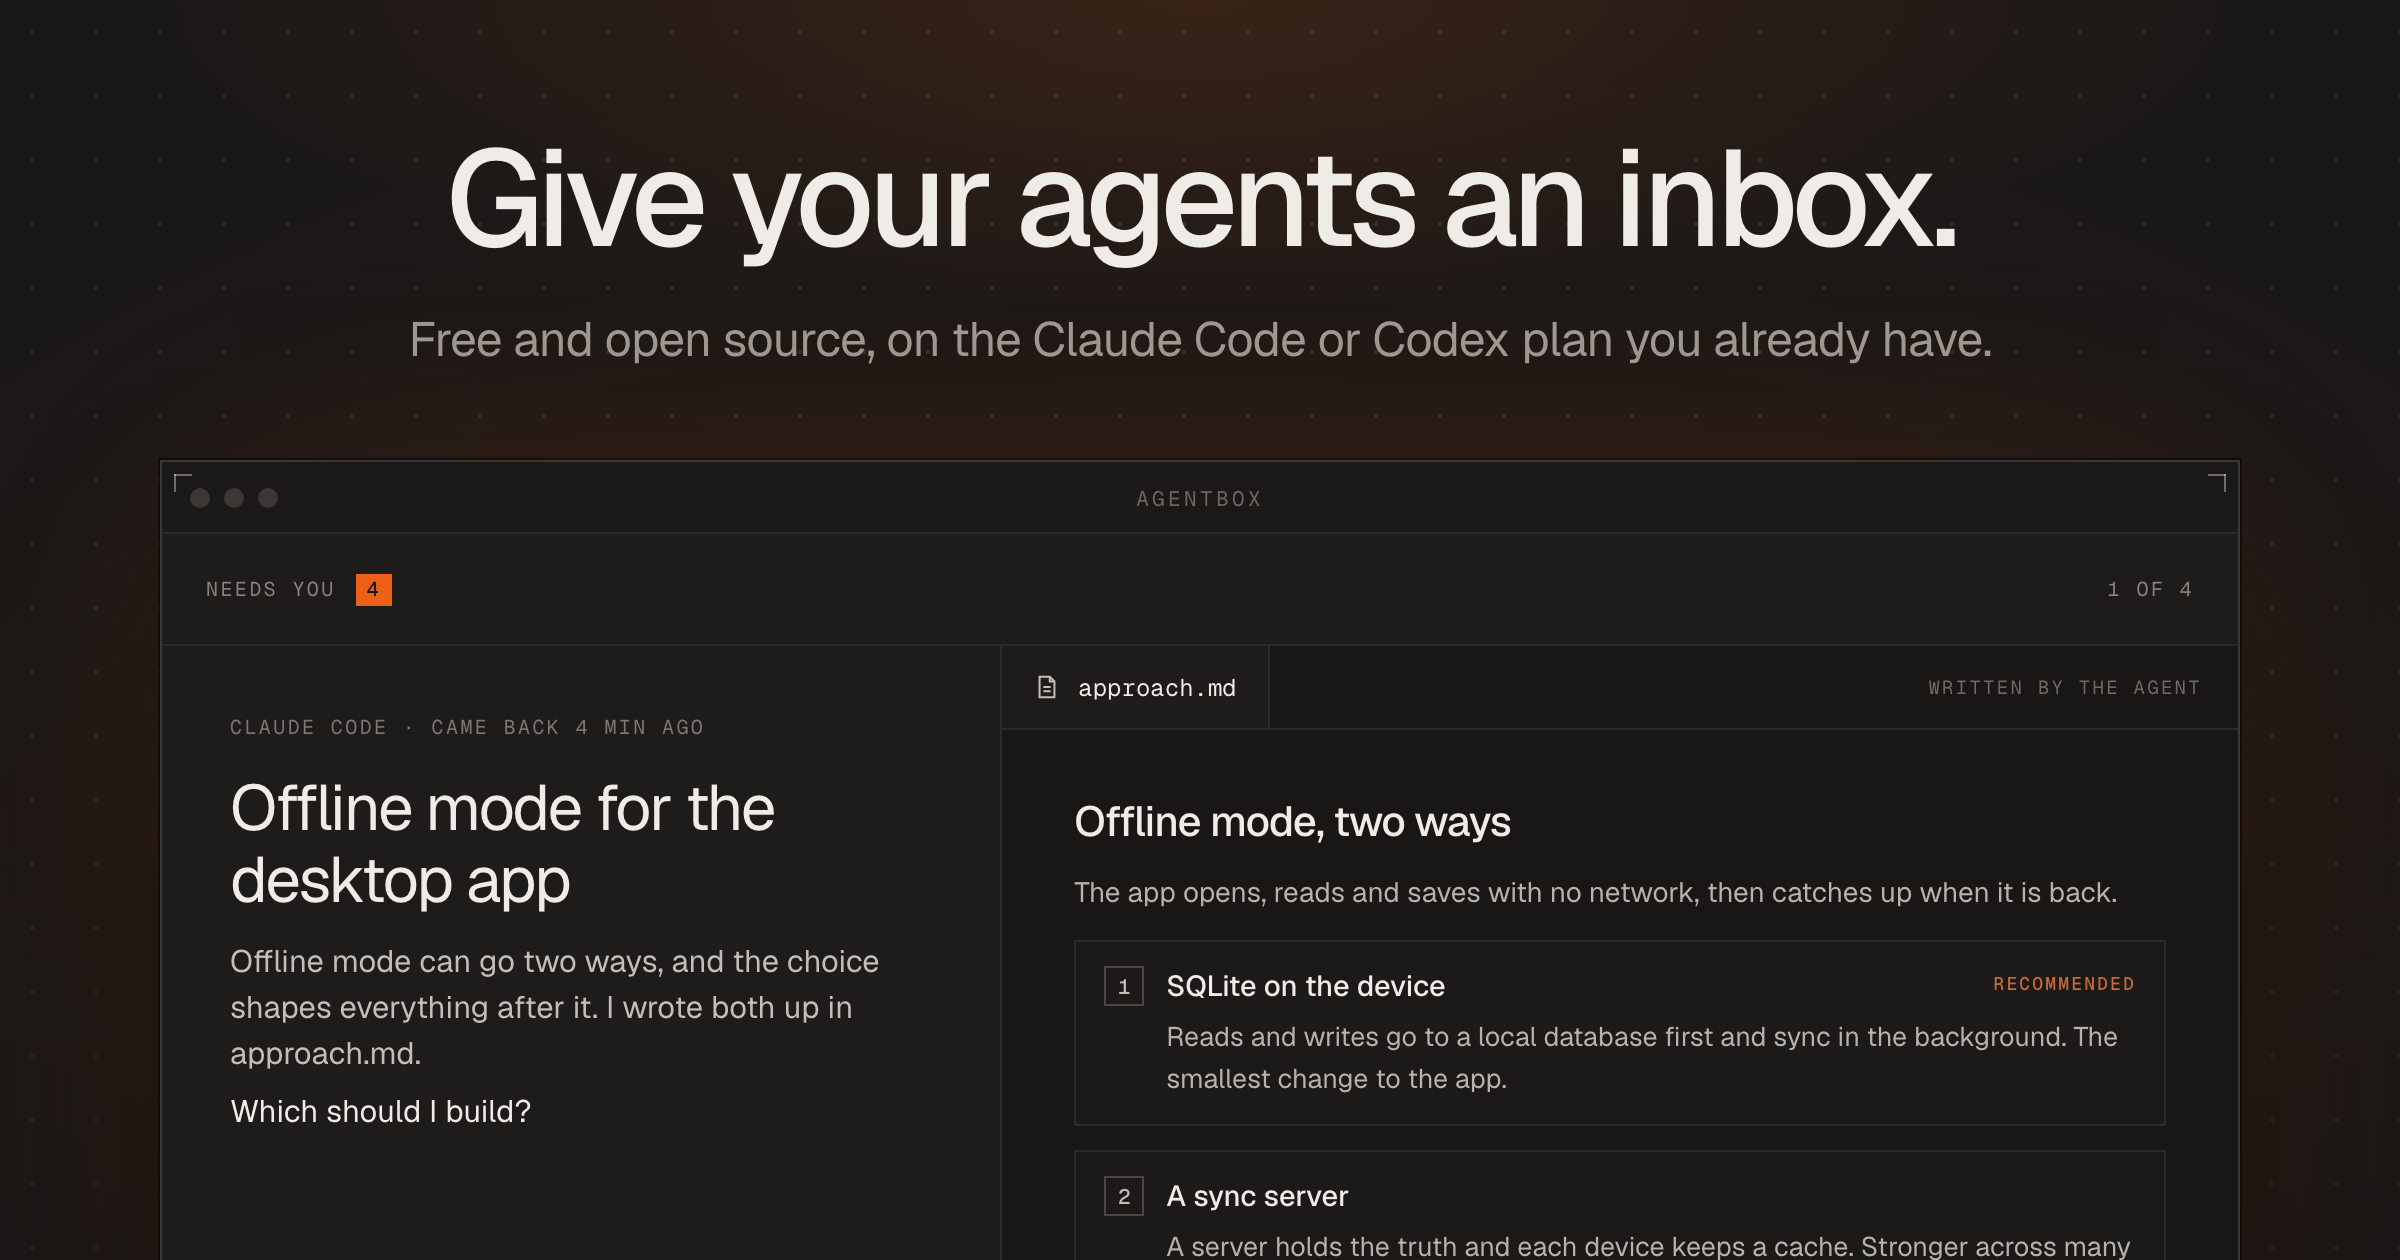 Give your agents an inbox.
Free and open source, on the Claude Code or Codex plan you already have.
AGENTBOX
NEEDS YOU 4
1 OF 4
CLAUDE CODE · CAME BACK 4 MIN AGO
Offline mode for the
desktop app
Offline mode can go two ways, and the choice
shapes everything after it. I wrote both up in
approach.md.
Which should I build?
approach.md
WRITTEN BY THE AGENT
Offline mode, two ways
The app opens, reads and saves with no network, then catches up when it is back.
1 SQLite on the device
RECOMMENDED
Reads and writes go to a local database first and sync in the background. The
smallest change to the app.
2 A sync server
A server holds the truth and each device keeps a cache. Stronger across many